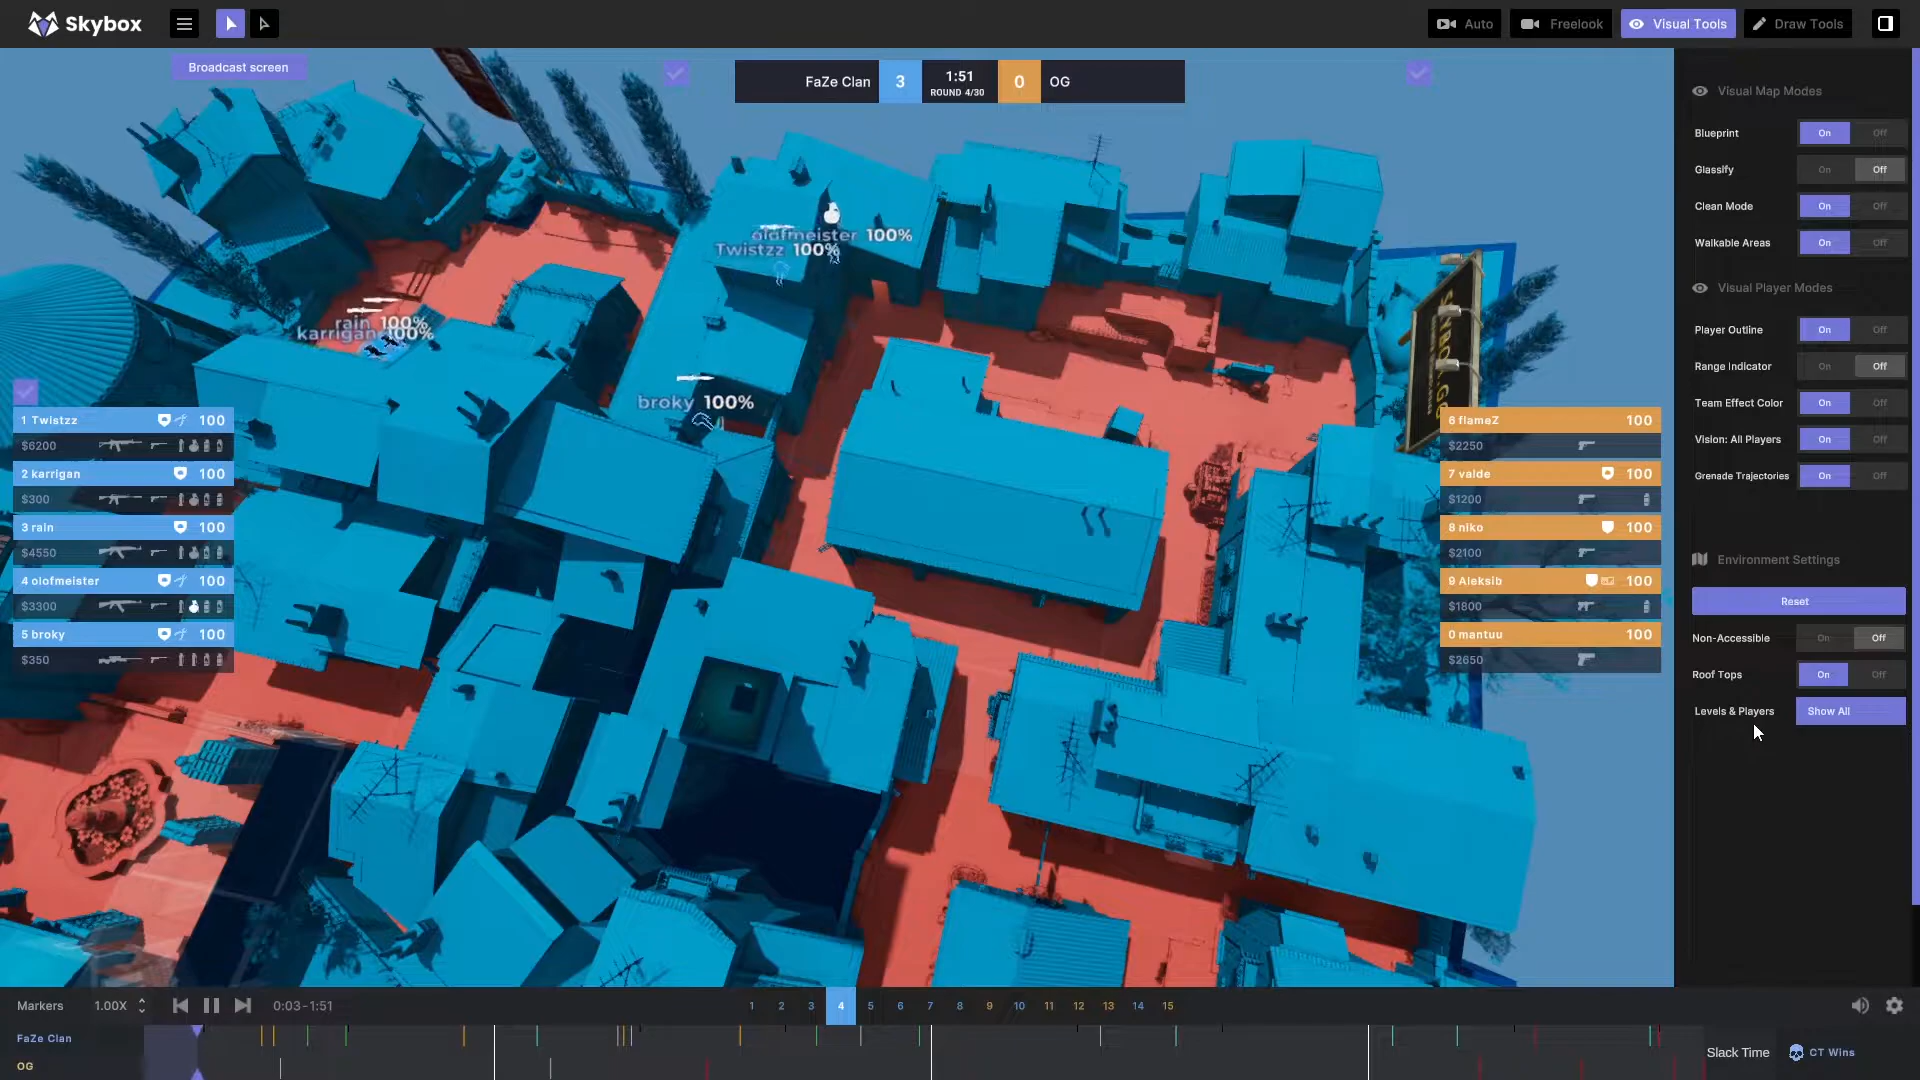 Skybox
Auto
Freelook
Visual Tools
Draw Tools
Broadcast screen
FaZe Clan 3 1:51 ROUND 4/30 0 OG
Visual Map Modes
Blueprint On Off
Glassify On Off
Clean Mode On Off
Walkable Areas On Off
Visual Player Modes
Player Outline On Off
Range Indicator On Off
Team Effect Color On Off
Vision: All Players On Off
Grenade Trajectories On Off
Environment Settings
Reset
Non-Accessible On Off
Roof Tops On Off
Levels & Players Show All
olofmeister 100%
Twistzz 100%
rain 100%
karrigan 100%
broky 100%
1 Twistzz 100
$6200
2 karrigan 100
$300
3 rain 100
$4550
4 olofmeister 100
$3300
5 broky 100
$350
6 flameZ 100
$2250
7 valde 100
$1200
8 niko 100
$2100
9 Aleksib 100
$1800
0 mantuu 100
$2650
Markers 1.00X 0:03-1:51 1 2 3 4 5 6 7 8 9 10 11 12 13 14 15
FaZe Clan
OG
Slack Time CT Wins